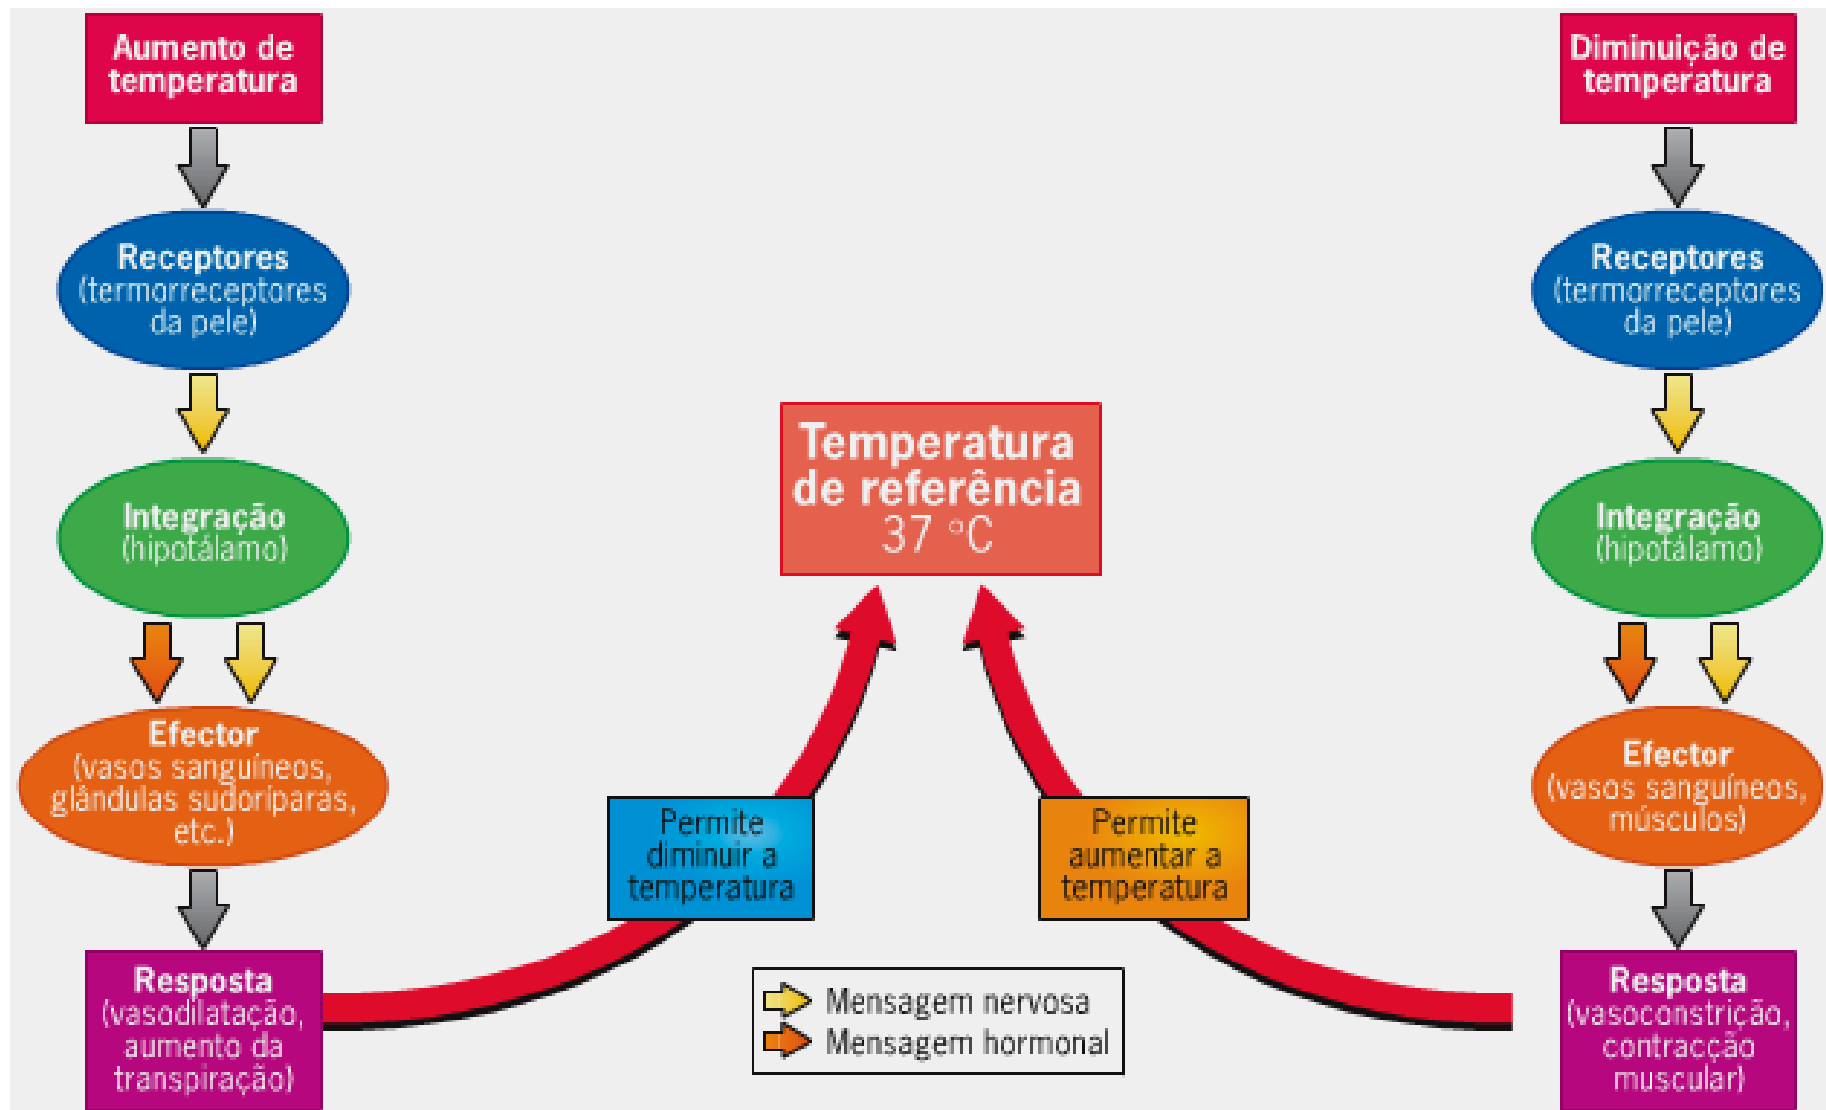 Aumento de
temperatura
Receptores
(termorreceptores
da pele)
Integração
(hipotálamo)
Efector
(vasos sanguíneos,
glândulas sudoríparas,
etc.)
Resposta
(vasodilatação,
aumento da
transpiração)
Permite
diminuir a
temperatura
Temperatura
de referência
37 °C
Permite
aumentar a
temperatura
Mensagem nervosa
Mensagem hormonal
Diminuição de
temperatura
Receptores
(termorreceptores
da pele)
Integração
(hipotálamo)
Efector
(vasos sanguíneos,
músculos)
Resposta
(vasoconstrição,
contracção
muscular)